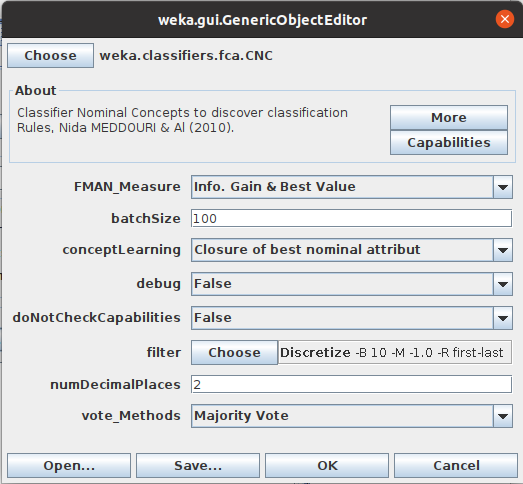 weka.gui.GenericObjectEditor
Choose weka.classifiers.fca.CNC
About
Classifier Nominal Concepts to discover classification
Rules, Nida MEDDOURI & Al (2010).
More
Capabilities
FMAN_Measure Info. Gain & Best Value
batchSize 100
conceptLearning Closure of best nominal attribut
debug False
doNotCheckCapabilities False
filter Choose Discretize -B 10 -M -1.0 -R first-last
numDecimalPlaces 2
vote_Methods Majority Vote
Open... Save... OK Cancel